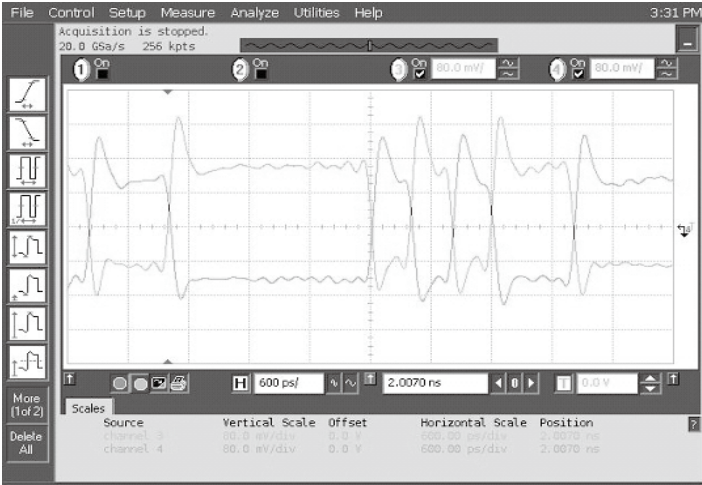 File Control Setup Measure Analyze Utilities Help 3:31 PM
Acquisition is stopped.
20.0 GSa/s 256 kpts
1 On 2 On 3 On 80.0 mV/ 4 On 80.0 mV/
H 600 ps/ 2.0070 ns 0 T 0.0 V
More
(1of 2)
Delete
All
Scales
Source Vertical Scale Offset Horizontal Scale Position
channel 3 80.0 mV/div 0.0 V 600.00 ps/div 2.0070 ns
channel 4 80.0 mV/div 0.0 V 600.00 ps/div 2.0070 ns
?